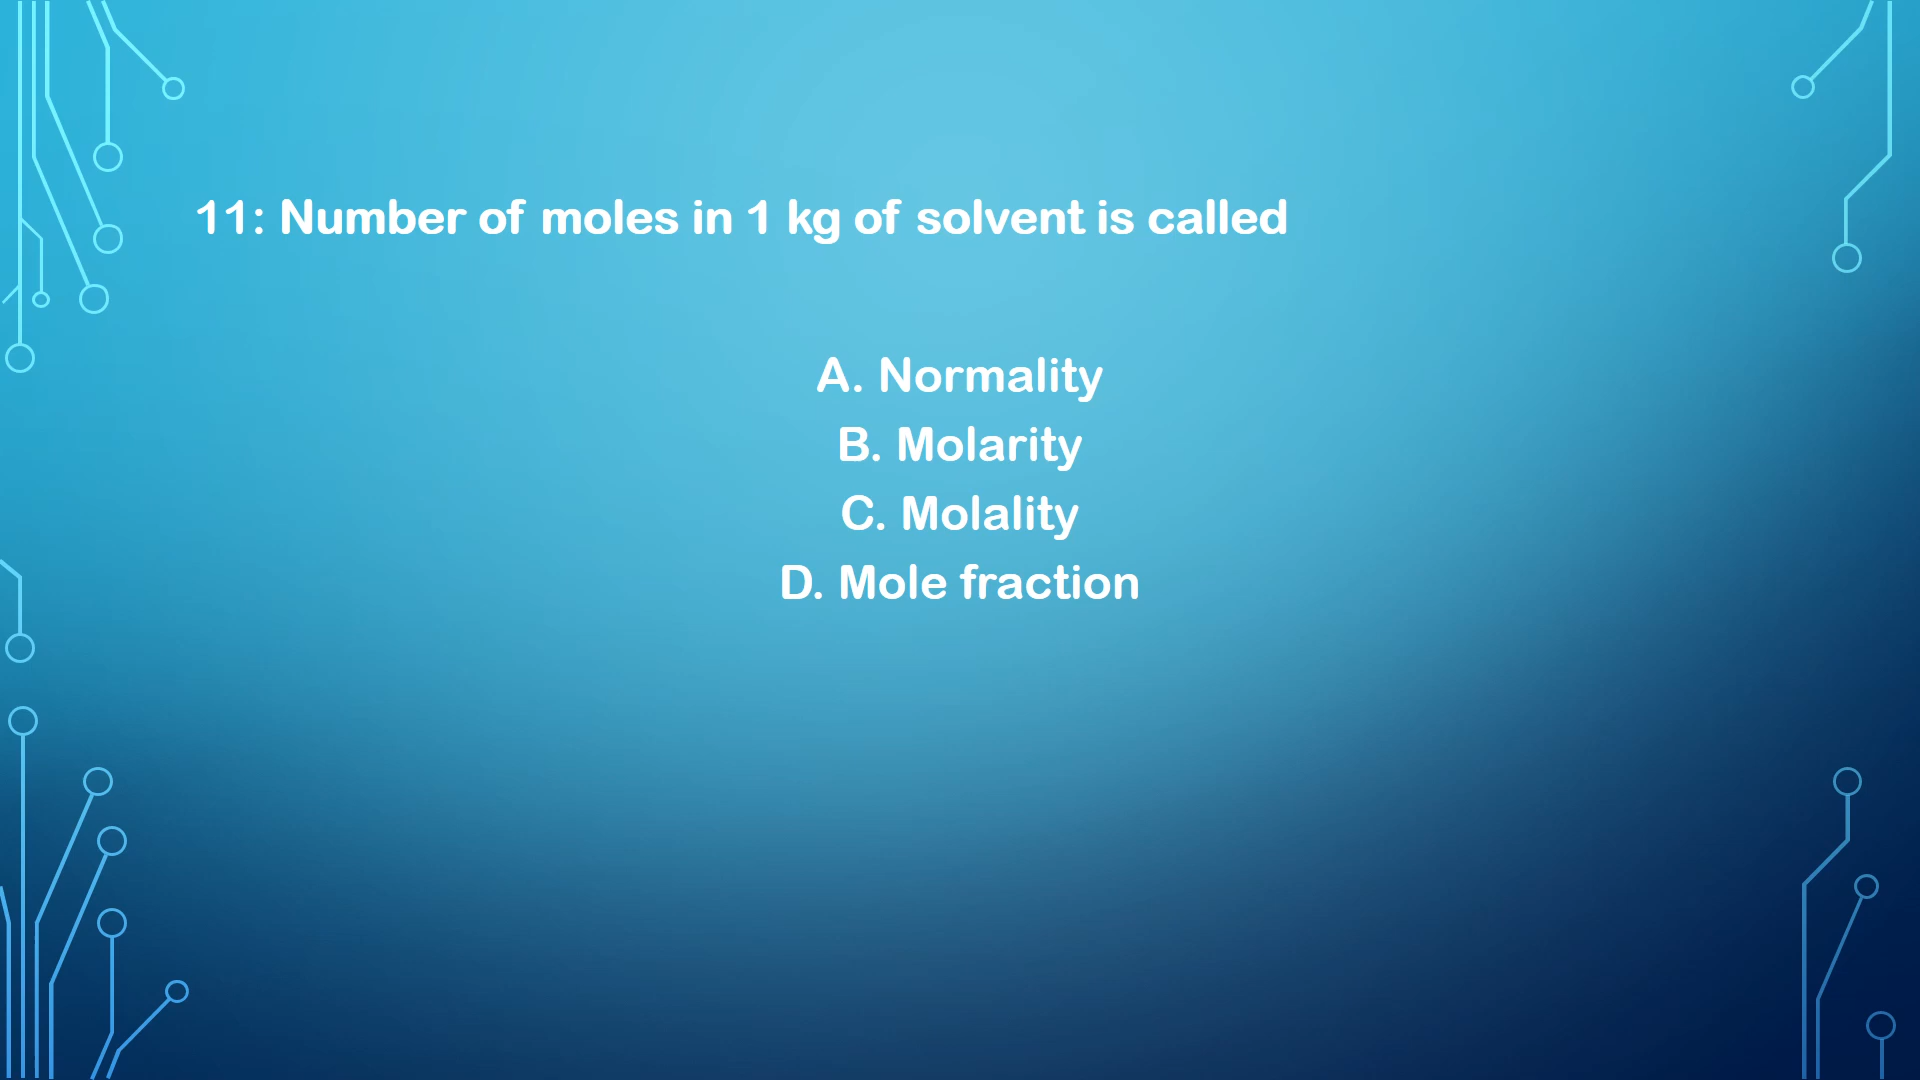 11: Number of moles in 1 kg of solvent is called
A. Normality
B. Molarity
C. Molality
D. Mole fraction